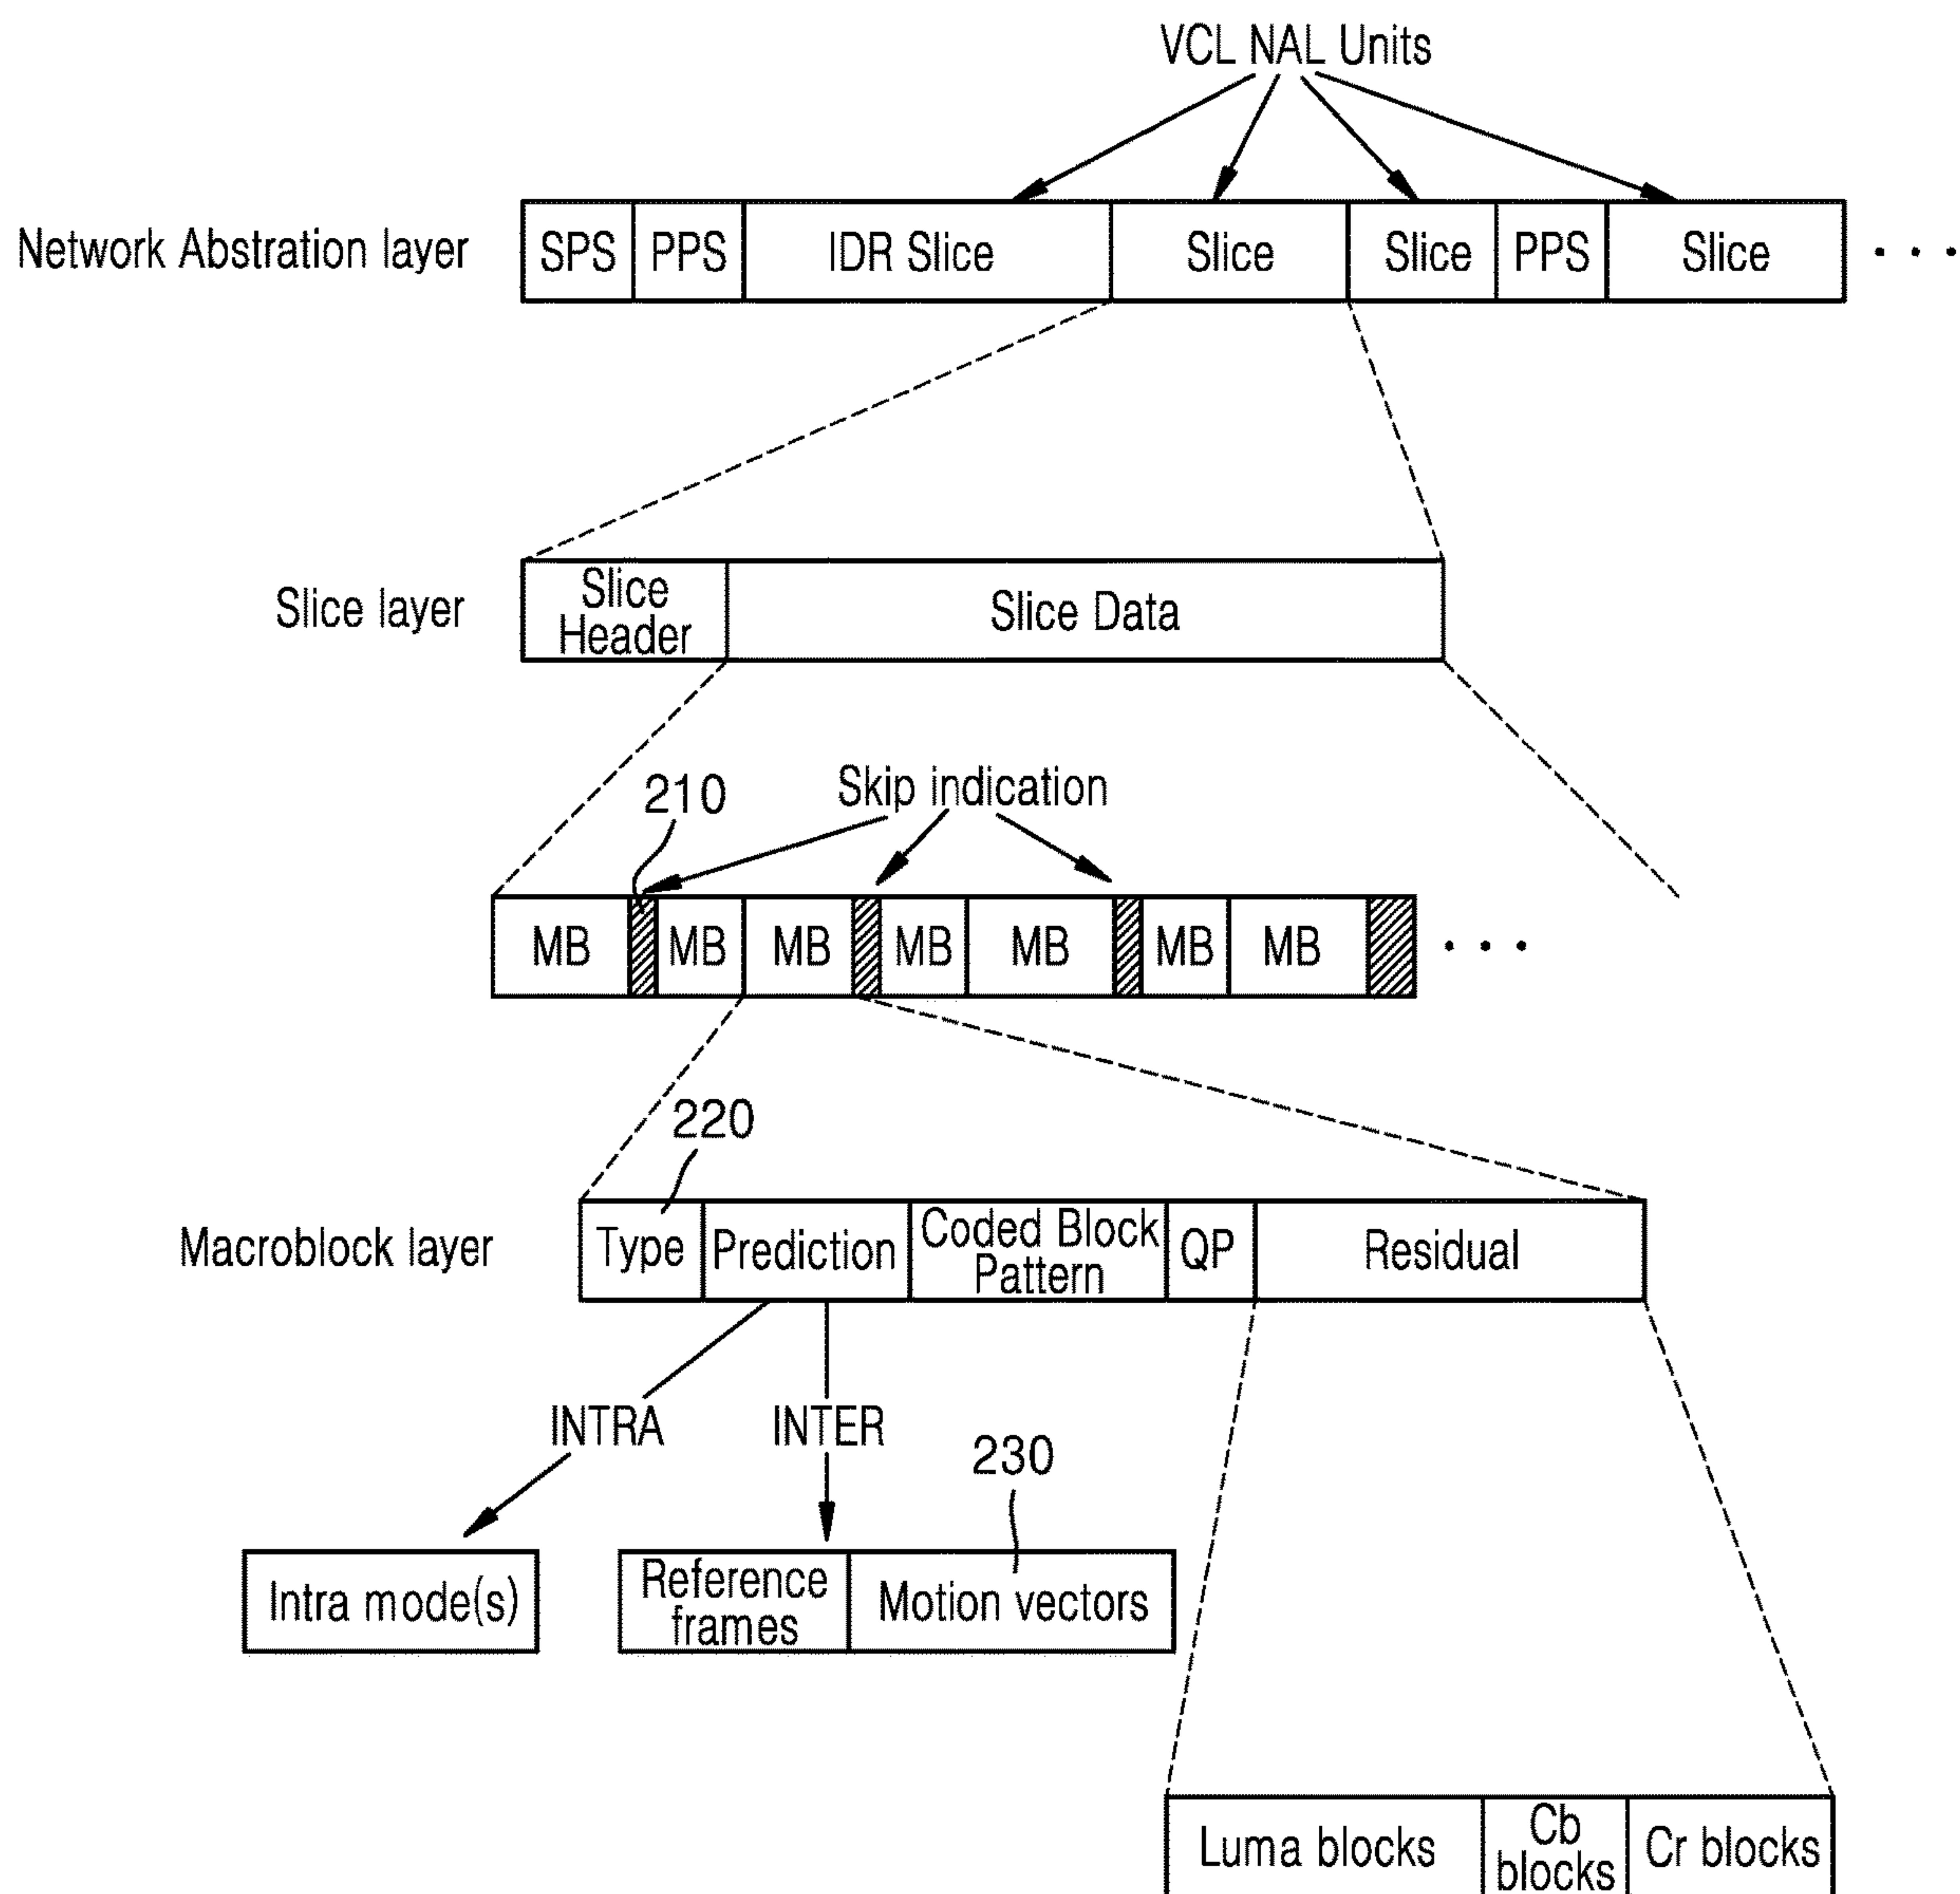 VCL NAL Units
Network Abstration layer
SPS
PPS
IDR Slice
Slice
Slice
PPS
Slice
. . .
Slice layer
Slice
Header
Slice Data
210
Skip indication
MB
MB
MB
MB
MB
MB
MB
. . .
220
Macroblock layer
Type
Prediction
Coded Block
Pattern
QP
Residual
INTRA
INTER
230
Intra mode(s)
Reference
frames
Motion vectors
Luma blocks
Cb
blocks
Cr blocks